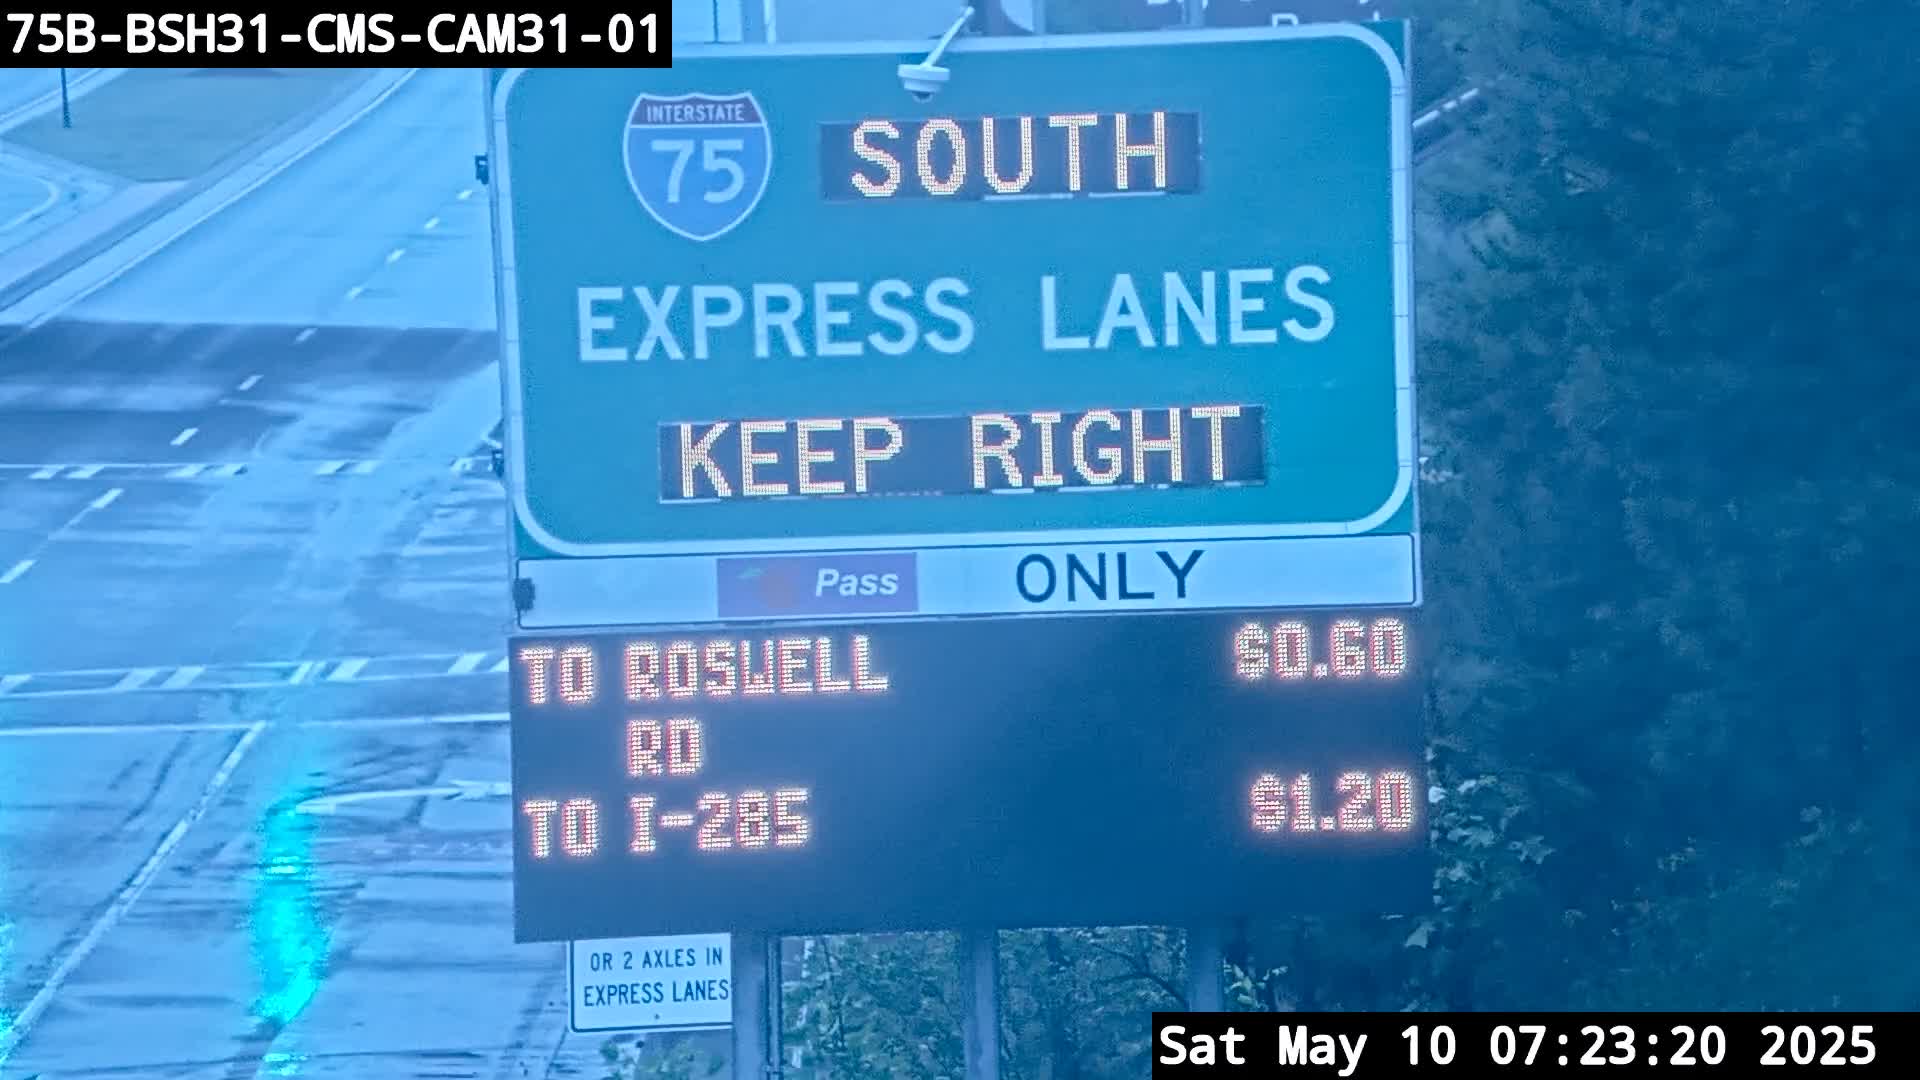 75B-BSH31-CMS-CAM31-01
INTERSTATE
75
SOUTH
EXPRESS LANES
KEEP RIGHT
Pass
ONLY
TO ROSWELL $0.60
RD
TO I-285 $1.20
OR 2 AXLES IN
EXPRESS LANES
Sat May 10 07:23:20 2025